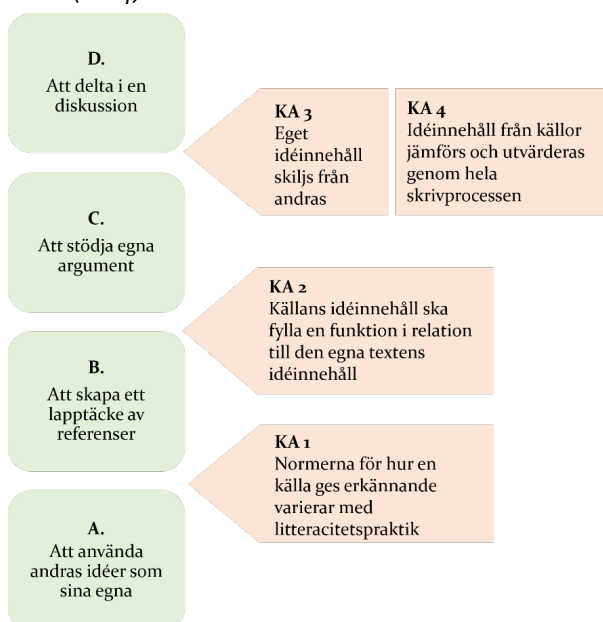 D.
Att delta i en
diskussion
KA 3
Eget
idéinnehåll
skiljs från
andras
KA 4
Idéinnehåll från källor
jämförs och utvärderas
genom hela
skrivprocessen
C.
Att stödja egna
argument
KA 2
Källans idéinnehåll ska
fylla en funktion i relation
till den egna textens
idéinnehåll
B.
Att skapa ett
lapptäcke av
referenser
KA 1
Normerna för hur en
källa ges erkännande
varierar med
litteracitetspraktik
A.
Att använda
andras idéer som
sina egna